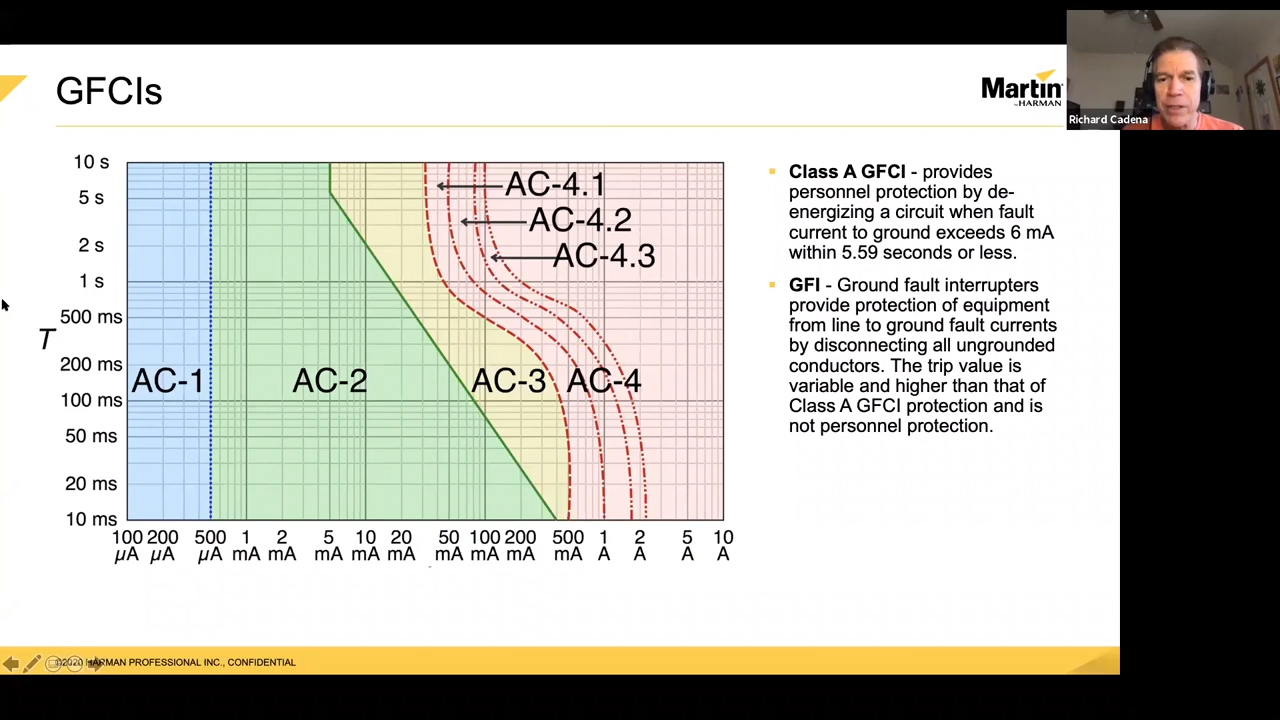 GFCIs
Martin
by HARMAN
Richard Cadena
10 s
5 s
2 s
1 s
500 ms
200 ms
100 ms
50 ms
20 ms
10 ms
T
AC-4.1
AC-4.2
AC-4.3
AC-1
AC-2
AC-3
AC-4
100 200 500 1 2 5 10 20 50 100 200 500 1 2 5 10
µA µA µA mA mA mA mA mA mA mA mA mA A A A A
Class A GFCI - provides
personnel protection by de-
energizing a circuit when fault
current to ground exceeds 6 mA
within 5.59 seconds or less.
GFI - Ground fault interrupters
provide protection of equipment
from line to ground fault currents
by disconnecting all ungrounded
conductors. The trip value is
variable and higher than that of
Class A GFCI protection and is
not personnel protection.
©2020 HARMAN PROFESSIONAL INC., CONFIDENTIAL